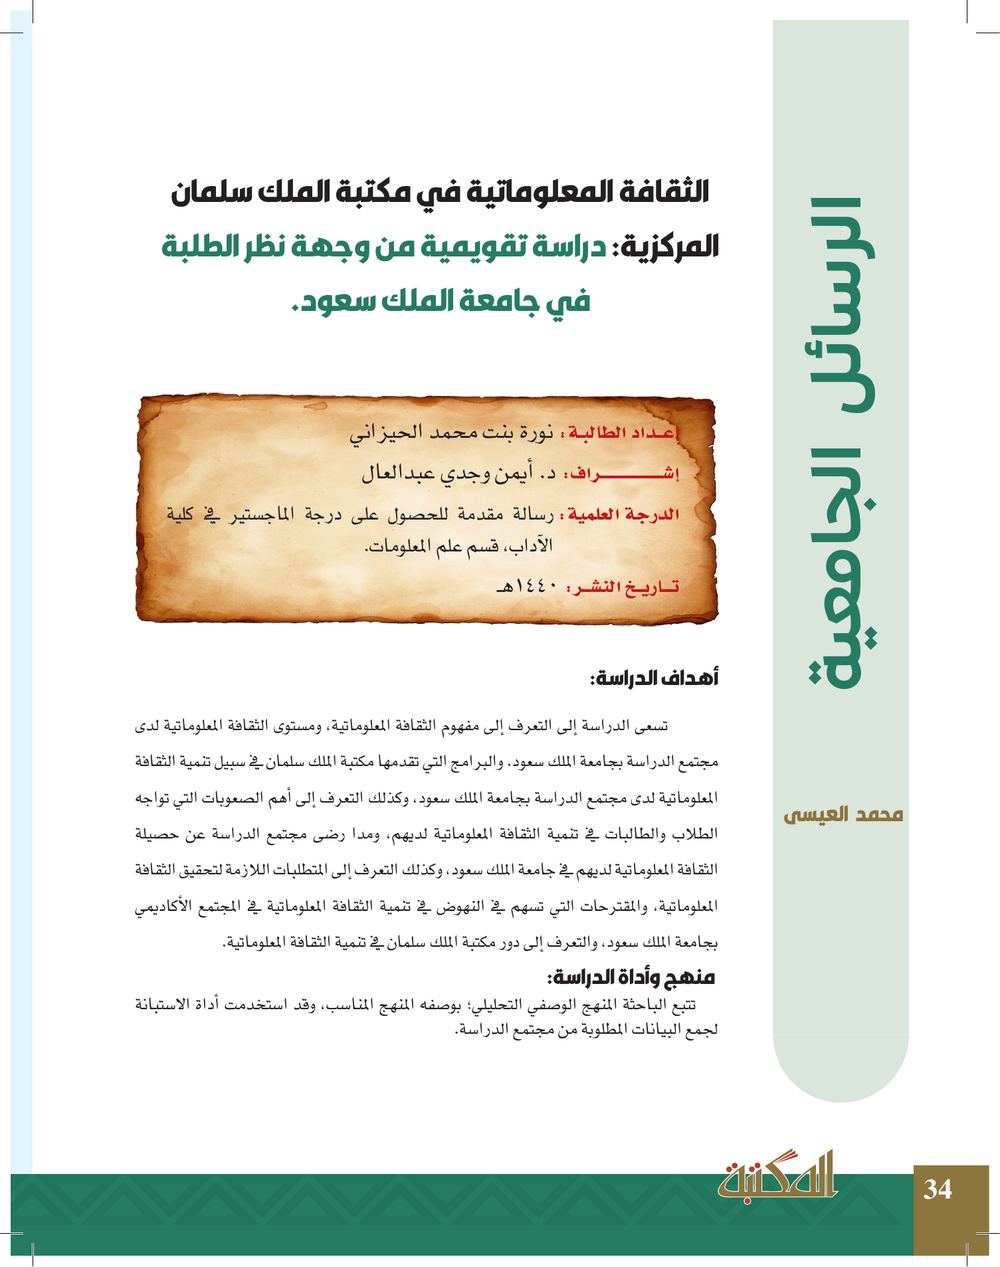 الرسائل الجامعية
محمد العيسى
الثقافة المعلوماتية في مكتبة الملك سلمان
المركزية: دراسة تقويمية من وجهة نظر الطلبة
في جامعة الملك سعود.
إعداد الطالبة: نورة بنت محمد الحيزاني
إشـــــــراف: د. أيمن وجدي عبدالعال
الدرجة العلمية: رسالة مقدمة للحصول على درجة الماجستير في كلية
الآداب، قسم علم المعلومات.
تـاريـخ النشـر: ١٤٤٠هـ
أهداف الدراسة:
تسعى الدراسة إلى التعرف إلى مفهوم الثقافة المعلوماتية، ومستوى الثقافة المعلوماتية لدى
مجتمع الدراسة بجامعة الملك سعود. والبرامج التي تقدمها مكتبة الملك سلمان في سبيل تنمية الثقافة
المعلوماتية لدى مجتمع الدراسة بجامعة الملك سعود، وكذلك التعرف إلى أهم الصعوبات التي تواجه
الطلاب والطالبات في تنمية الثقافة المعلوماتية لديهم، ومدا رضى مجتمع الدراسة عن حصيلة
الثقافة المعلوماتية لديهم في جامعة الملك سعود، وكذلك التعرف إلى المتطلبات اللازمة لتحقيق الثقافة
المعلوماتية، والمقترحات التي تسهم في النهوض في تنمية الثقافة المعلوماتية في المجتمع الأكاديمي
بجامعة الملك سعود، والتعرف إلى دور مكتبة الملك سلمان في تنمية الثقافة المعلوماتية.
منهج وأداة الدراسة:
تتبع الباحثة المنهج الوصفي التحليلي؛ بوصفه المنهج المناسب، وقد استخدمت أداة الاستبانة
لجمع البيانات المطلوبة من مجتمع الدراسة.
المكتبة
34